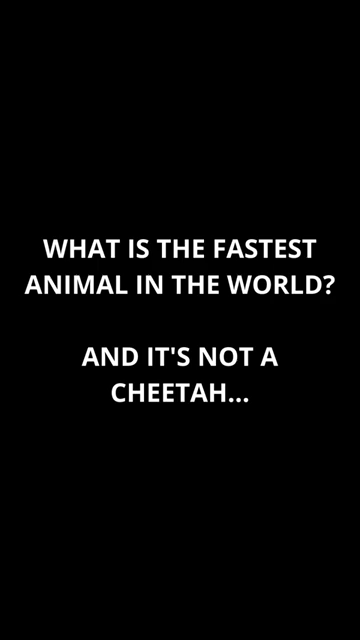 WHAT IS THE FASTEST
ANIMAL IN THE WORLD?
AND IT'S NOT A
CHEETAH...